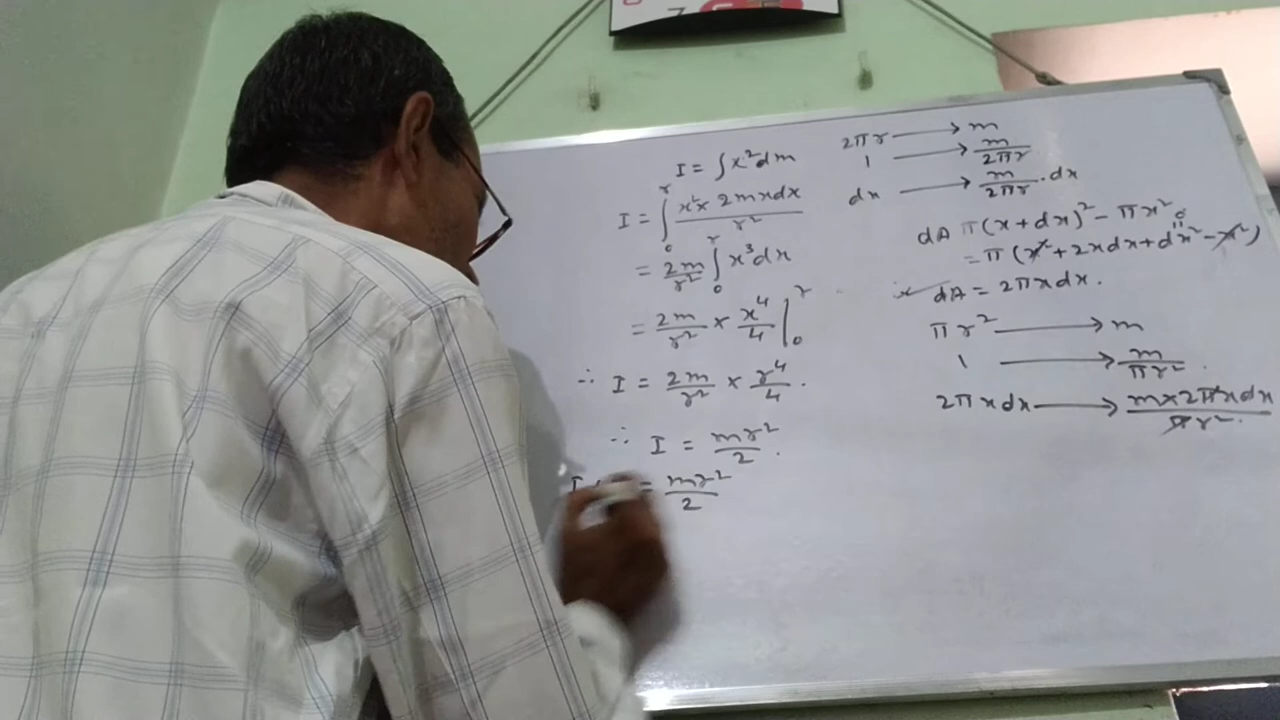 I = ∫x²dm
I = ∫₀ʳ x² × 2mxdx / r²
= 2m/r² ∫₀ʳ x³dx
= 2m/r² × x⁴/4 |₀ʳ
∴ I = 2m/r² × r⁴/4 .
∴ I = mr²/2 .
= mr²/2
2πr → m
1 → m/2πr
dx → m/2πr . dx
dA π(x+dx)² − πx²
= π(x² + 2xdx + dx² − x²)
dA = 2πxdx .
πr² → m
1 → m/πr² .
2πxdx → m×2πxdx / πr² .